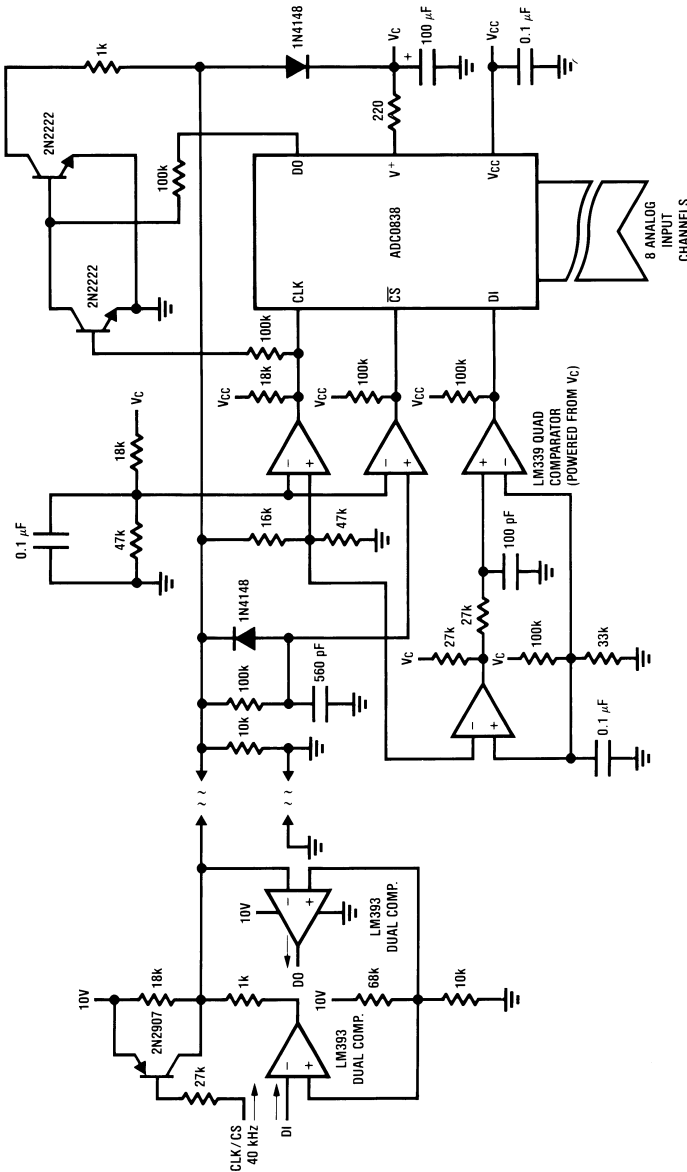 CLK/CS
40 kHz
DI
27k
2N2907
10V
18k
1k
LM393
DUAL COMP.
10V
68k
10k
DO
10V
LM393
DUAL COMP.
~
~
~
~
10k
100k
560 pF
1N4148
0.1 μF
47k
18k
VC
16k
47k
VC
27k
27k
100 pF
VC
100k
33k
0.1 μF
LM339 QUAD
COMPARATOR
(POWERED FROM VC)
VCC
18k
100k
VCC
100k
VCC
100k
2N2222
2N2222
1k
100k
CLK
CS
DI
ADC0838
DO
V+
VCC
8 ANALOG
INPUT
CHANNELS
220
1N4148
VC
+
100 μF
VCC
0.1 μF
−
+
−
+
−
+
−
+
+
−
−
+